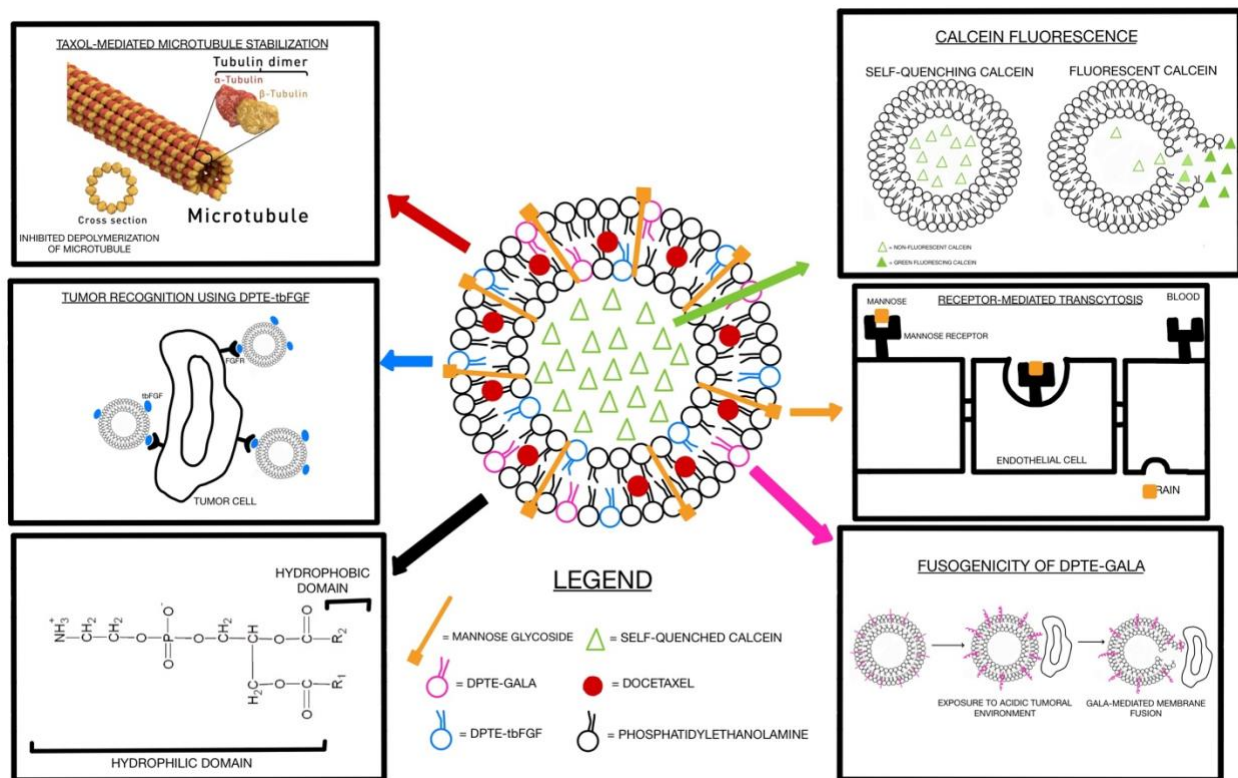 TAXOL-MEDIATED MICROTUBULE STABILIZATION
Tubulin dimer
α-Tubulin
β-Tubulin
Cross section
Microtubule
INHIBITED DEPOLYMERIZATION
OF MICROTUBULE
TUMOR RECOGNITION USING DPTE-tbFGF
FGFR
tbFGF
TUMOR CELL
HYDROPHOBIC
DOMAIN
NH3+ CH2 CH2 O P O- O O CH2 CH O C O R2
H2C O C O R1
HYDROPHILIC DOMAIN
LEGEND
= MANNOSE GLYCOSIDE
= SELF-QUENCHED CALCEIN
= DPTE-GALA
= DOCETAXEL
= DPTE-tbFGF
= PHOSPHATIDYLETHANOLAMINE
CALCEIN FLUORESCENCE
SELF-QUENCHING CALCEIN
FLUORESCENT CALCEIN
= NON-FLUORESCENT CALCEIN
= GREEN FLUORESCING CALCEIN
RECEPTOR-MEDIATED TRANSCYTOSIS
MANNOSE
BLOOD
MANNOSE RECEPTOR
ENDOTHELIAL CELL
RAIN
FUSOGENICITY OF DPTE-GALA
EXPOSURE TO ACIDIC TUMORAL
ENVIRONMENT
GALA-MEDIATED MEMBRANE
FUSION